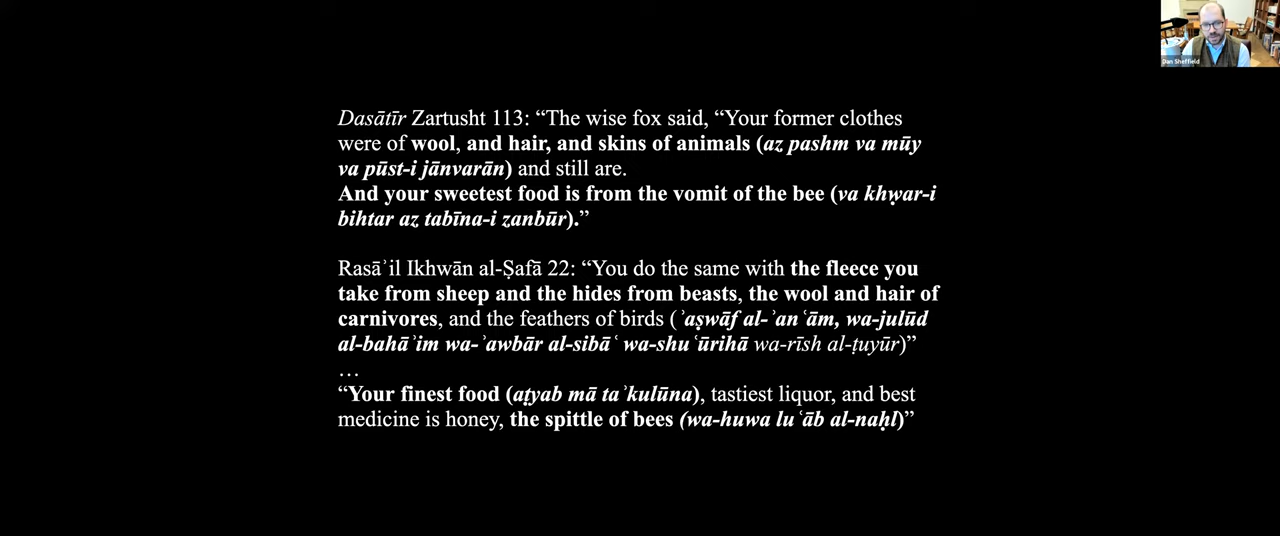 Dan Sheffield
Dasātīr Zartusht 113: “The wise fox said, “Your former clothes
were of wool, and hair, and skins of animals (az pashm va mūy
va pūst-i jānvarān) and still are.
And your sweetest food is from the vomit of the bee (va khẉar-i
bihtar az tabīna-i zanbūr).”
Rasāʾil Ikhwān al-Ṣafā 22: “You do the same with the fleece you
take from sheep and the hides from beasts, the wool and hair of
carnivores, and the feathers of birds (ʾaṣwāf al-ʾanʿām, wa-julūd
al-bahāʾim wa-ʾawbār al-sibāʿ wa-shuʿūrihā wa-rīsh al-ṭuyūr)”
…
“Your finest food (aṭyab mā taʾkulūna), tastiest liquor, and best
medicine is honey, the spittle of bees (wa-huwa luʿāb al-naḥl)”